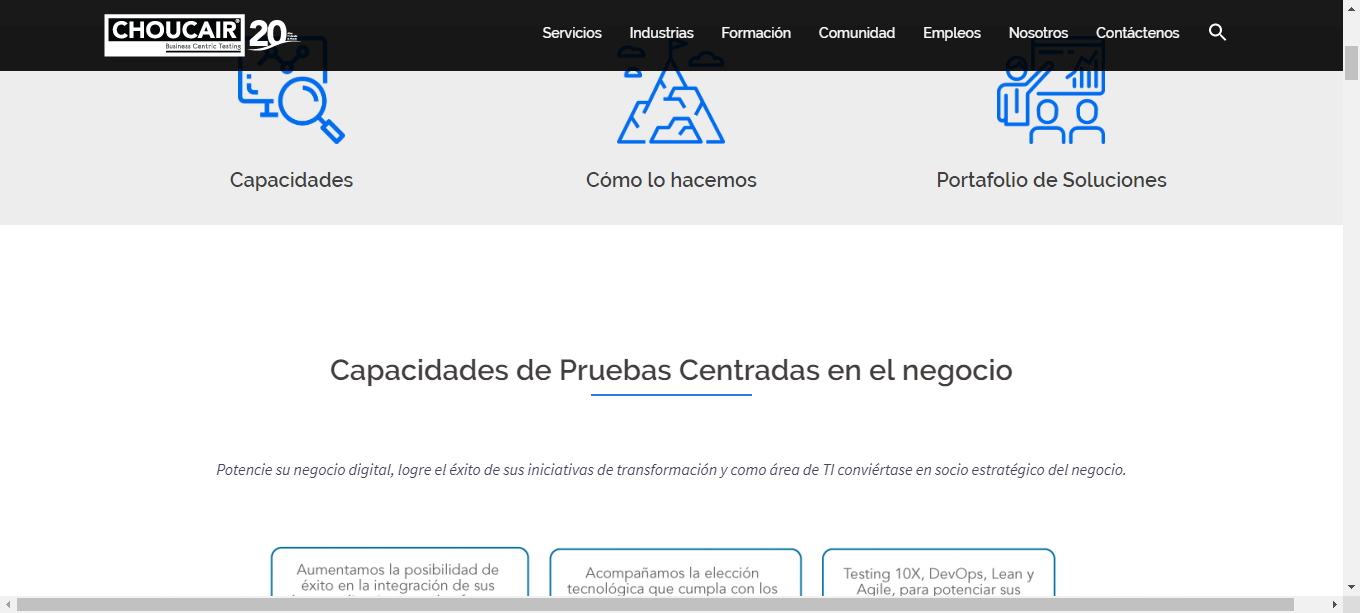 CHOUCAIR
Business Centric Testing
20
Servicios
Industrias
Formación
Comunidad
Empleos
Nosotros
Contáctenos
Capacidades
Cómo lo hacemos
Portafolio de Soluciones
Capacidades de Pruebas Centradas en el negocio
Potencie su negocio digital, logre el éxito de sus iniciativas de transformación y como área de TI conviértase en socio estratégico del negocio.
Aumentamos la posibilidad de
éxito en la integración de sus
Acompañamos la elección
tecnológica que cumpla con los
Testing 10X, DevOps, Lean y
Agile, para potenciar sus